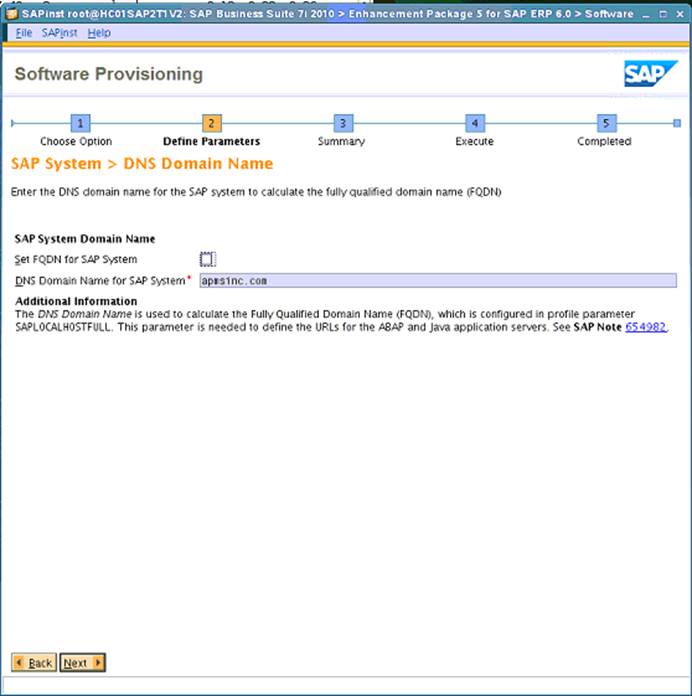 SAPinst root@HC01SAP2T1V2: SAP Business Suite 7i 2010 > Enhancement Package 5 for SAP ERP 6.0 > Software
File SAPinst Help
Software Provisioning
SAP
1 2 3 4 5
Choose Option Define Parameters Summary Execute Completed
SAP System > DNS Domain Name
Enter the DNS domain name for the SAP system to calculate the fully qualified domain name (FQDN)
SAP System Domain Name
Set FQDN for SAP System
DNS Domain Name for SAP System* apmsinc.com
Additional Information
The DNS Domain Name is used to calculate the Fully Qualified Domain Name (FQDN), which is configured in profile parameter
SAPLOCALHOSTFULL. This parameter is needed to define the URLs for the ABAP and Java application servers. See SAP Note 654982.
Back Next